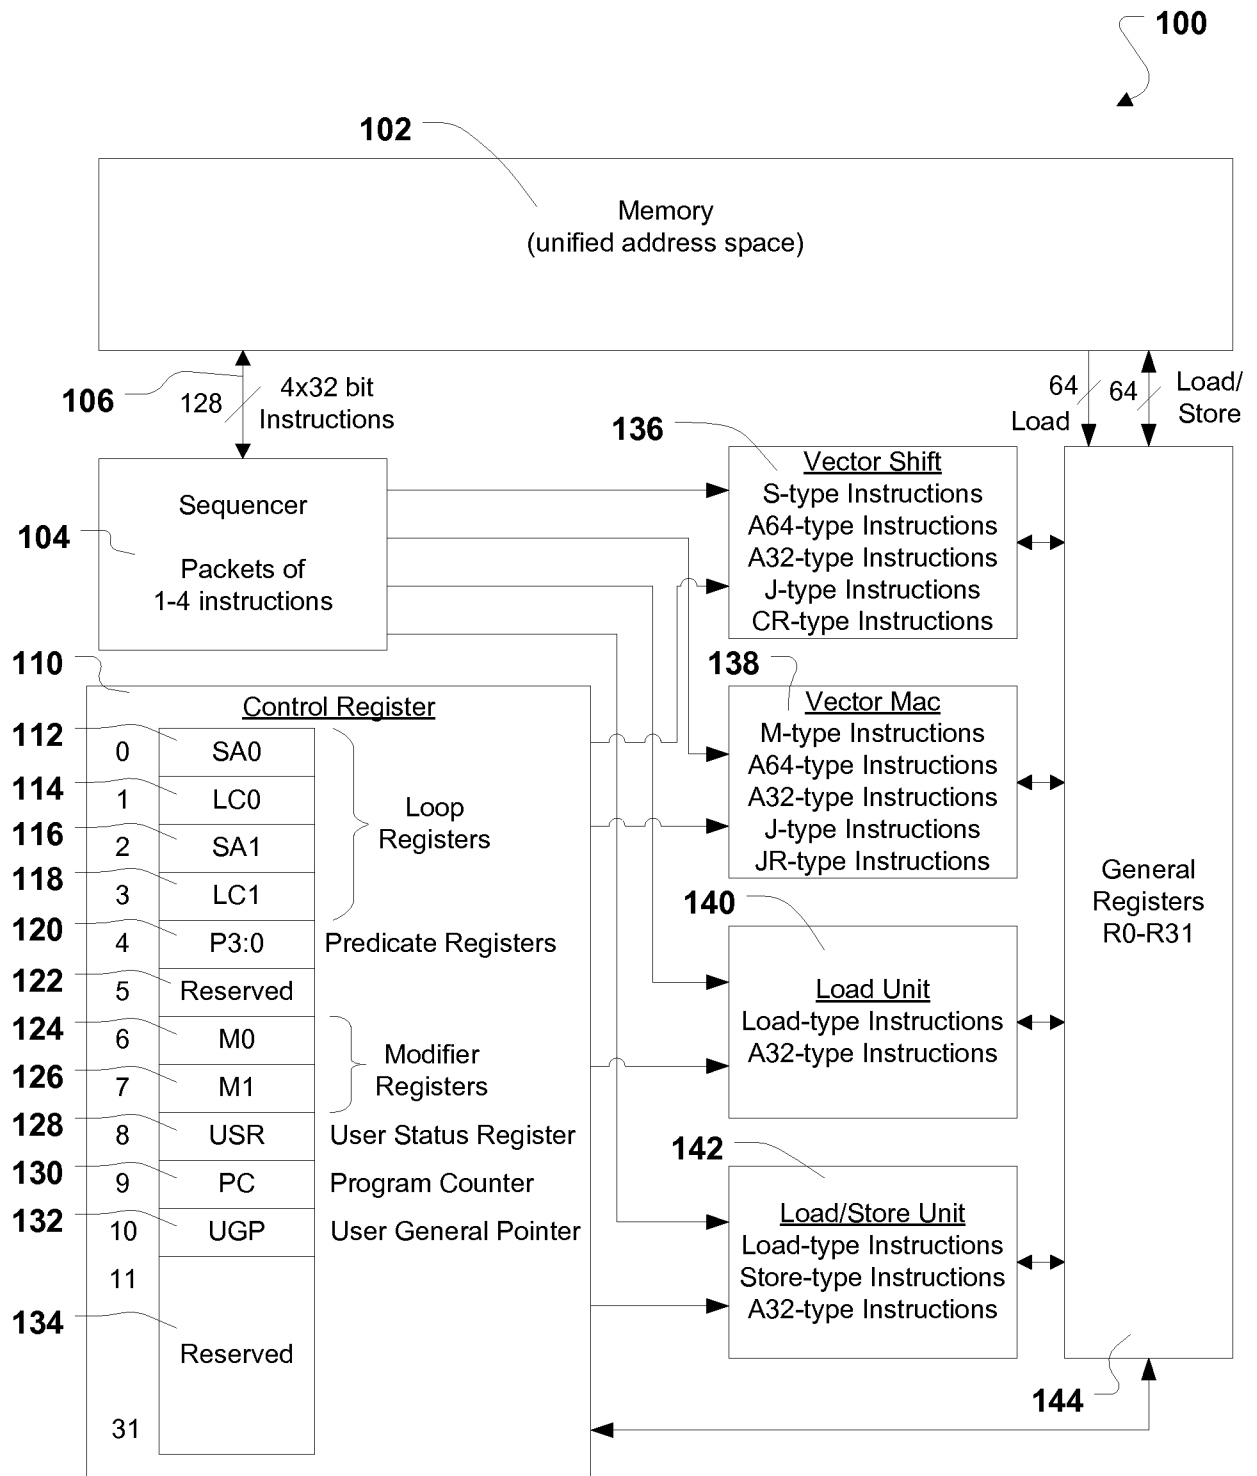 100
102
Memory
(unified address space)
106
128
4x32 bit
Instructions
64
Load
64
Load/
Store
104
Sequencer
Packets of
1-4 instructions
136
Vector Shift
S-type Instructions
A64-type Instructions
A32-type Instructions
J-type Instructions
CR-type Instructions
110
Control Register
112
0
SA0
114
1
LC0
116
2
SA1
118
3
LC1
Loop
Registers
120
4
P3:0
Predicate Registers
122
5
Reserved
124
6
M0
126
7
M1
Modifier
Registers
128
8
USR
User Status Register
130
9
PC
Program Counter
132
10
UGP
User General Pointer
11
134
Reserved
31
138
Vector Mac
M-type Instructions
A64-type Instructions
A32-type Instructions
J-type Instructions
JR-type Instructions
140
Load Unit
Load-type Instructions
A32-type Instructions
142
Load/Store Unit
Load-type Instructions
Store-type Instructions
A32-type Instructions
General
Registers
R0-R31
144